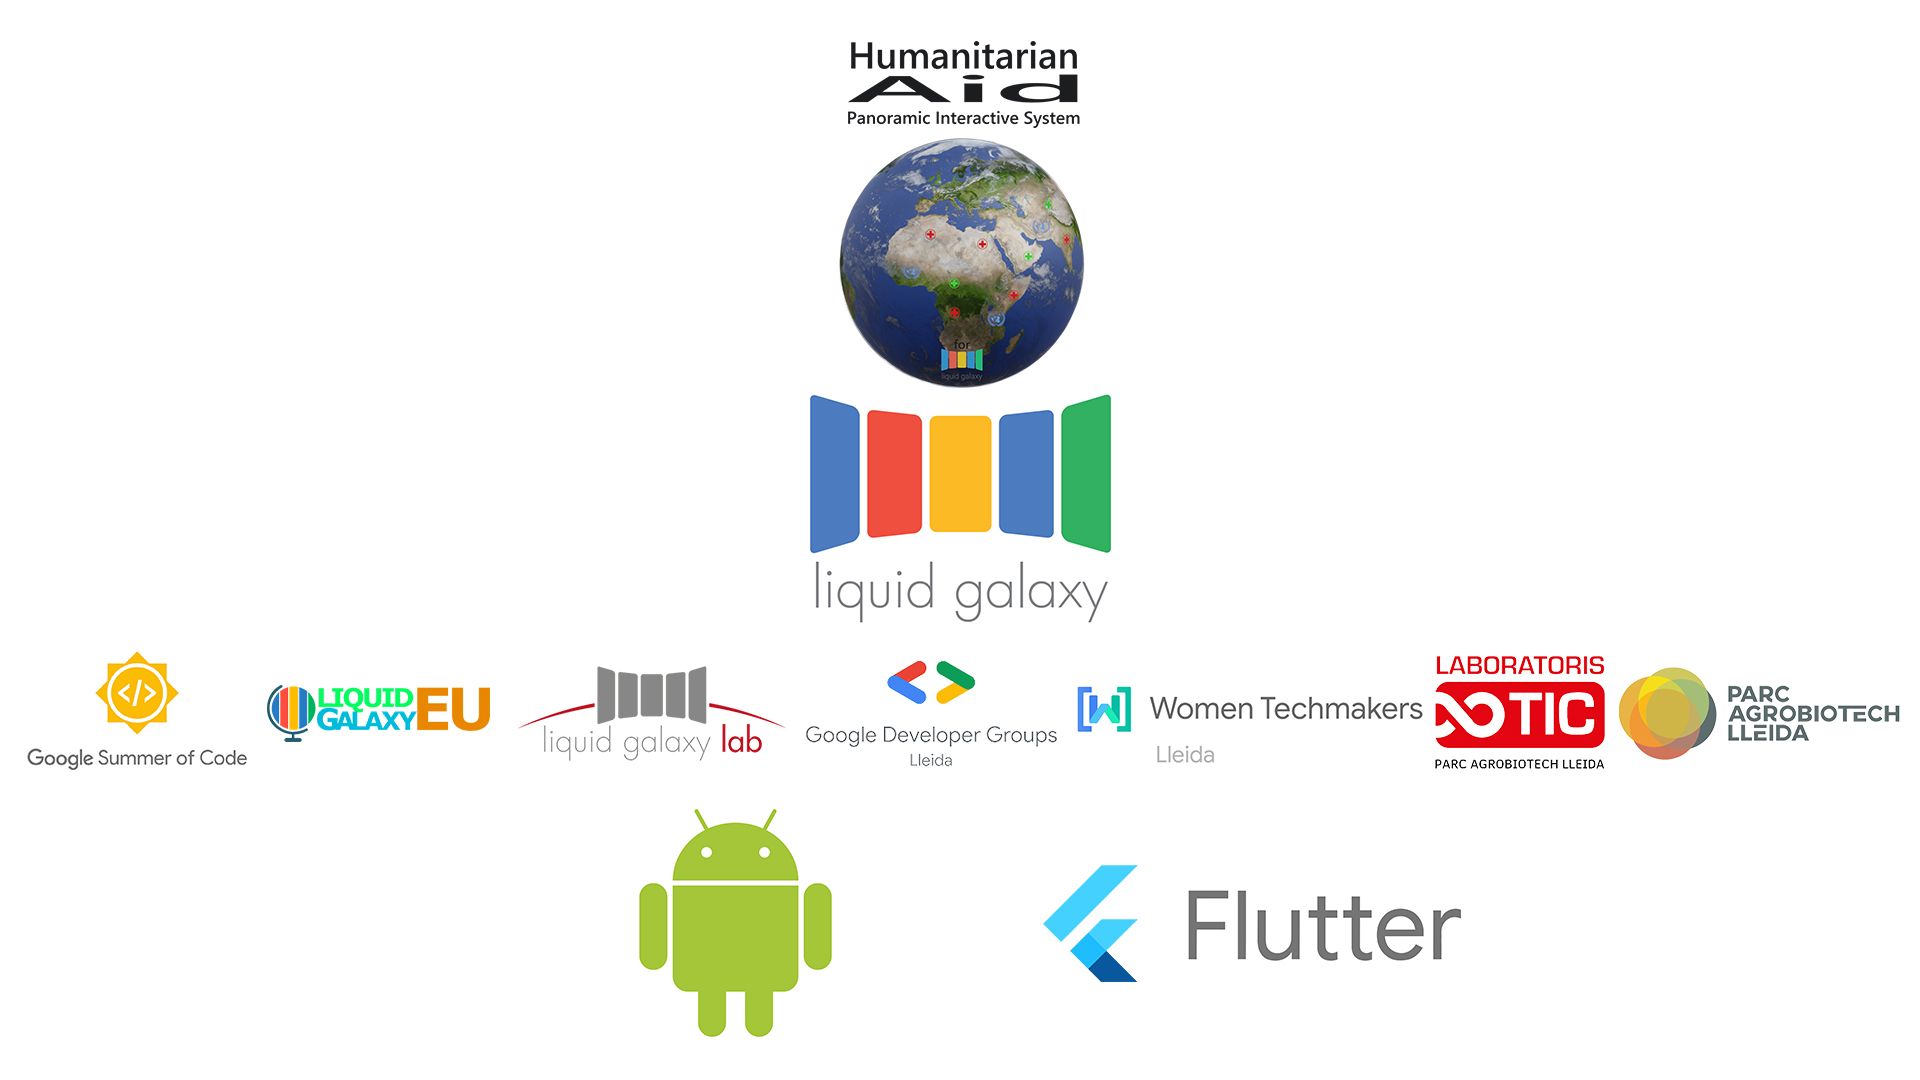 Humanitarian
Aid
Panoramic Interactive System
for
liquid galaxy
liquid galaxy
Google Summer of Code
LIQUID
GALAXY EU
liquid galaxy lab
Google Developer Groups
Lleida
Women Techmakers
Lleida
LABORATORIS
TIC
PARC AGROBIOTECH LLEIDA
PARC
AGROBIOTECH
LLEIDA
Flutter